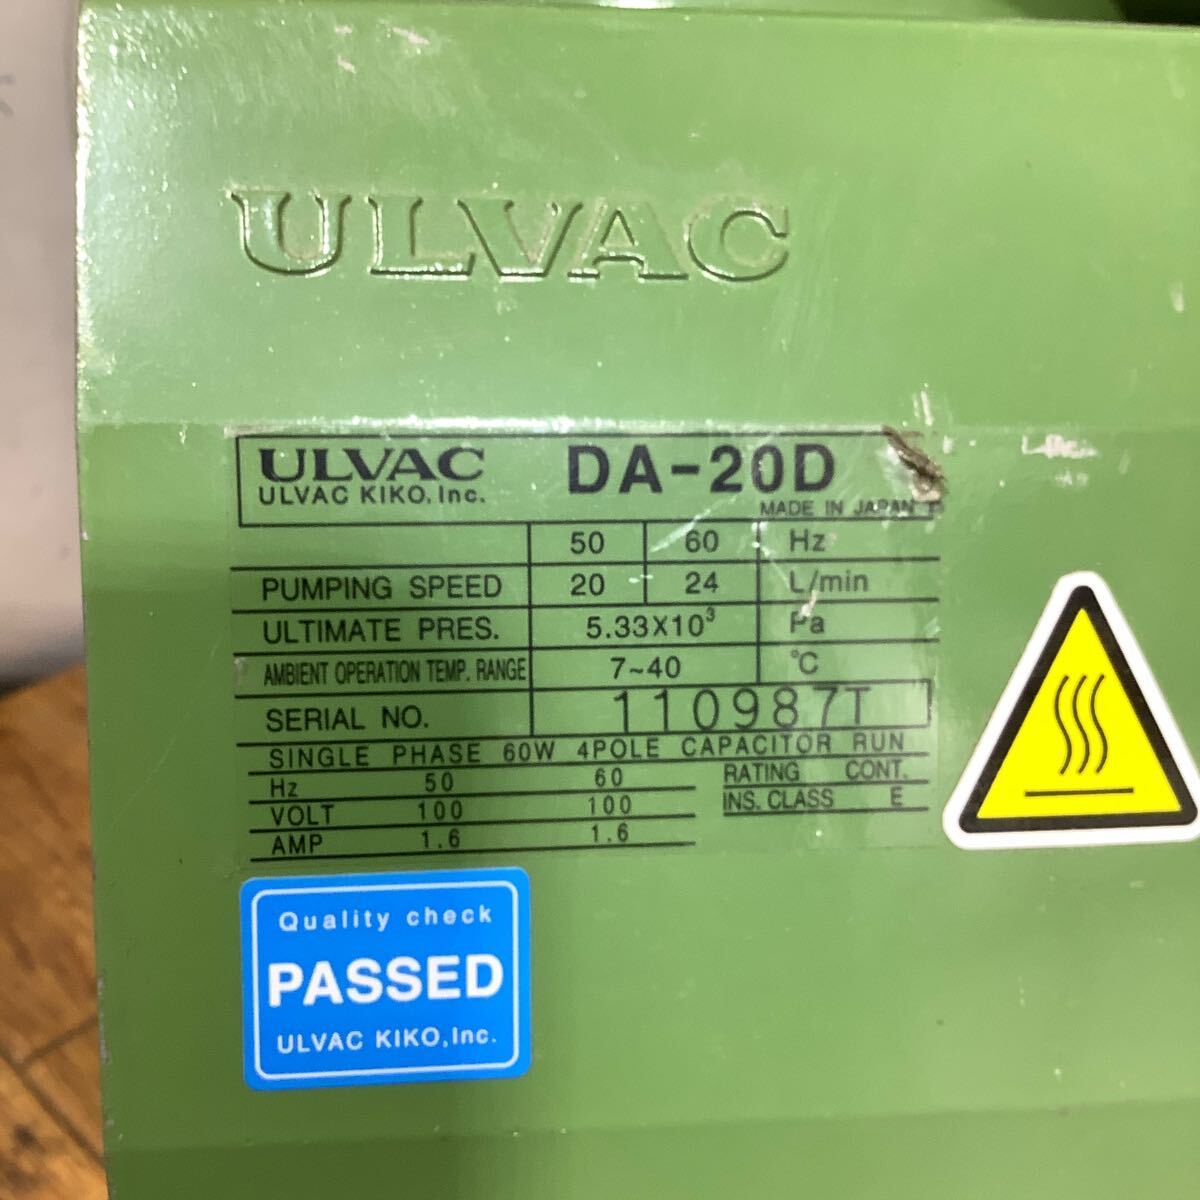 ULVAC
ULVAC DA-20D
ULVAC KIKO, Inc.
MADE IN JAPAN
50 60 Hz
PUMPING SPEED 20 24 L/min
ULTIMATE PRES. 5.33X10³ Pa
AMBIENT OPERATION TEMP. RANGE 7~40 °C
SERIAL NO. 110987T
SINGLE PHASE 60W 4POLE CAPACITOR RUN
Hz 50 60 RATING CONT.
VOLT 100 100 INS. CLASS E
AMP 1.6 1.6
Quality check
PASSED
ULVAC KIKO, Inc.